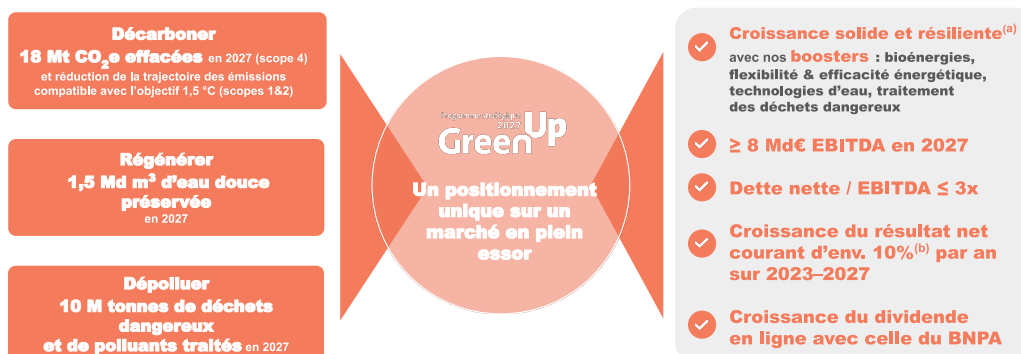 Décarboner
18 Mt CO₂e effacées en 2027 (scope 4)
et réduction de la trajectoire des émissions
compatible avec l'objectif 1,5 °C (scopes 1&2)
Régénérer
1,5 Md m³ d'eau douce
préservée
en 2027
Dépolluer
10 M tonnes de déchets
dangereux
et de polluants traités en 2027
Programme stratégique
2027
GreenUp
Un positionnement
unique sur un
marché en plein
essor
Croissance solide et résiliente(a)
avec nos boosters : bioénergies,
flexibilité & efficacité énergétique,
technologies d'eau, traitement
des déchets dangereux
≥ 8 Md€ EBITDA en 2027
Dette nette / EBITDA ≤ 3x
Croissance du résultat net
courant d'env. 10%(b) par an
sur 2023–2027
Croissance du dividende
en ligne avec celle du BNPA